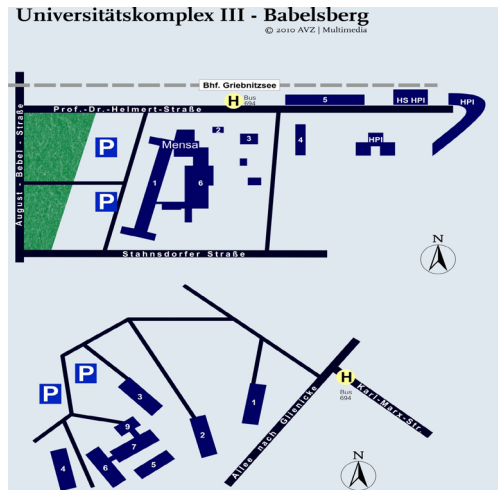 Universitätskomplex III - Babelsberg
© 2010 AVZ | Multimedia
Bhf. Griebnitzsee
H
Bus
694
5
HS HPI
HPI
Prof.-Dr.-Helmert-Straße
August - Bebel - Straße
P
Mensa
2
3
4
HPI
1
6
P
Stahnsdorfer Straße
N
P
P
3
1
H
Bus
694
Karl-Marx-Str.
Allee nach Glienicke
2
9
7
4
6
5
N